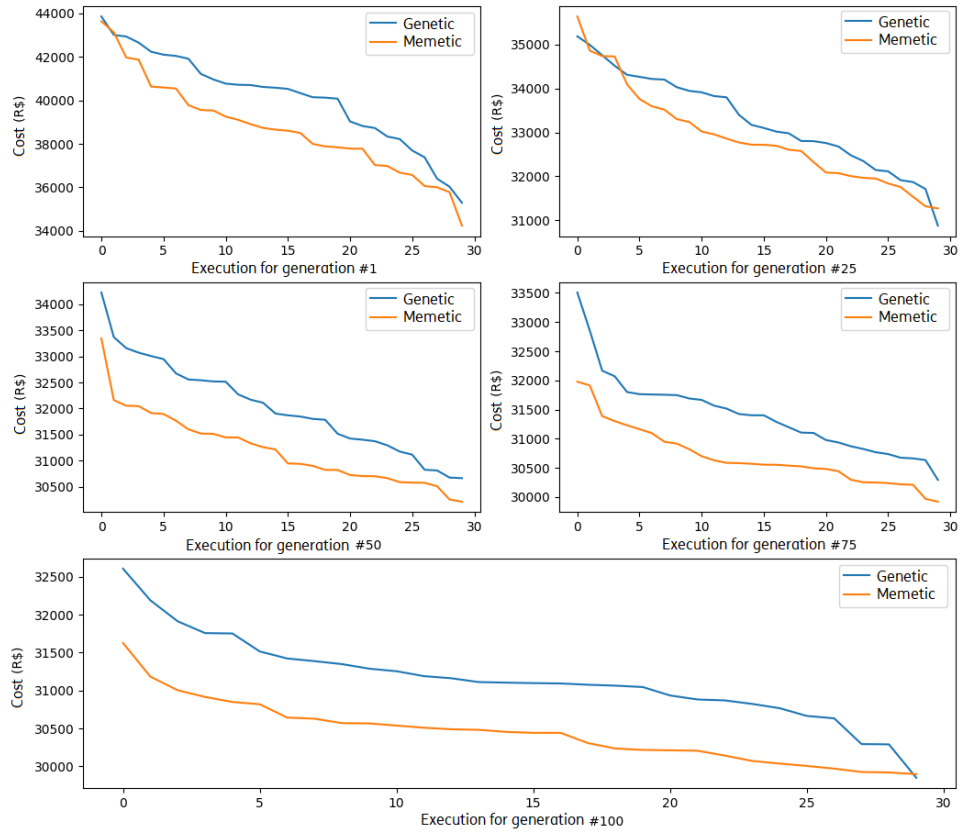 44000
42000
40000
38000
36000
34000
Cost (R$)
Genetic
Memetic
0 5 10 15 20 25 30
Execution for generation #1
35000
34000
33000
32000
31000
Cost (R$)
Genetic
Memetic
0 5 10 15 20 25 30
Execution for generation #25
34000
33500
33000
32500
32000
31500
31000
30500
Cost (R$)
Genetic
Memetic
0 5 10 15 20 25 30
Execution for generation #50
33500
33000
32500
32000
31500
31000
30500
30000
Cost (R$)
Genetic
Memetic
0 5 10 15 20 25 30
Execution for generation #75
32500
32000
31500
31000
30500
30000
Cost (R$)
Genetic
Memetic
0 5 10 15 20 25 30
Execution for generation #100